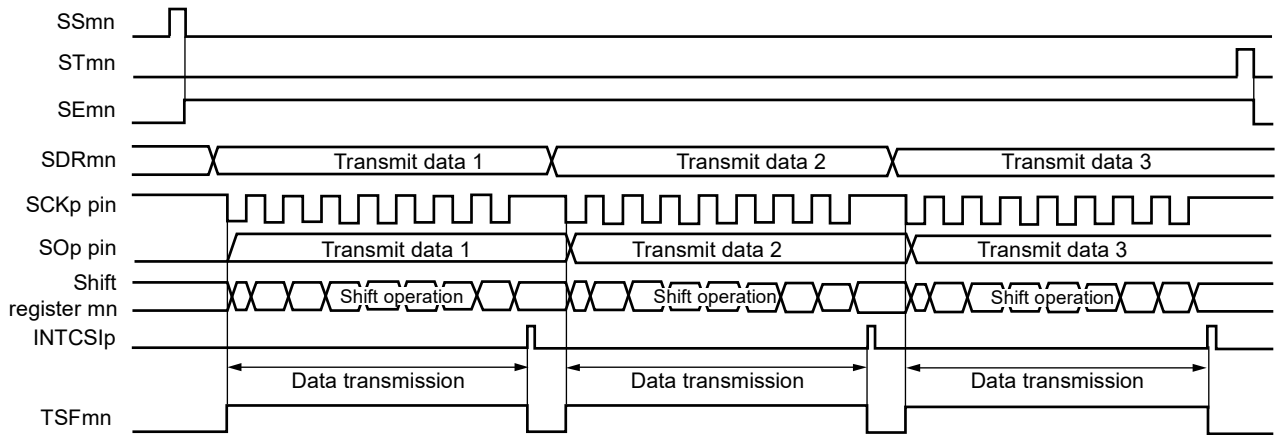 SSmn
STmn
SEmn
SDRmn Transmit data 1 Transmit data 2 Transmit data 3
SCKp pin
SOp pin Transmit data 1 Transmit data 2 Transmit data 3
Shift
register mn Shift operation Shift operation Shift operation
INTCSIp
Data transmission Data transmission Data transmission
TSFmn